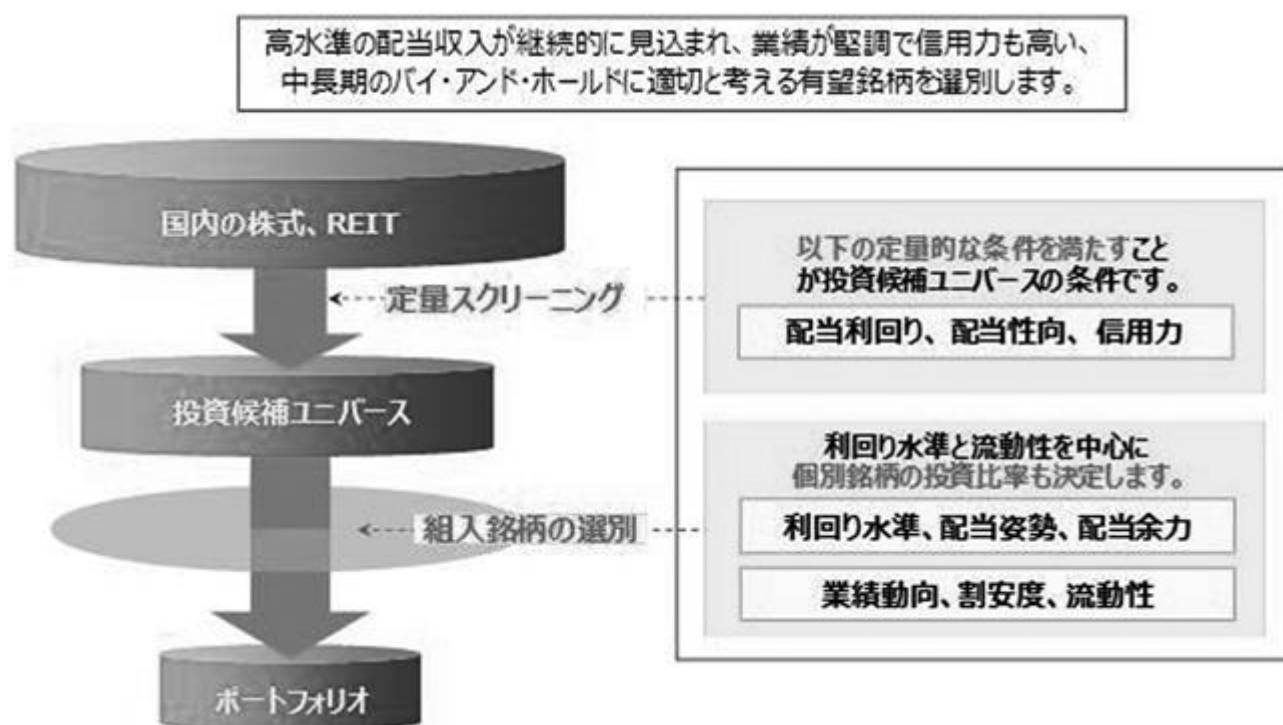 高水準の配当収入が継続的に見込まれ、業績が堅調で信用力も高い、
中長期のバイ・アンド・ホールドに適切と考える有望銘柄を選別します。
国内の株式、REIT
定量スクリーニング
以下の定量的な条件を満たすこと
が投資候補ユニバースの条件です。
配当利回り、配当性向、信用力
投資候補ユニバース
利回り水準と流動性を中心に
個別銘柄の投資比率も決定します。
組入銘柄の選別
利回り水準、配当姿勢、配当余力
業績動向、割安度、流動性
ポートフォリオ